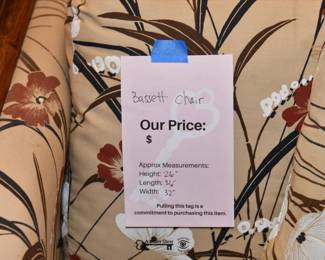 Bassett Chair
Our Price:
$
Approx Measurements:
Height: 26"
Length: 36"
Width: 32"
Pulling this tag is a
commitment to purchasing this item.